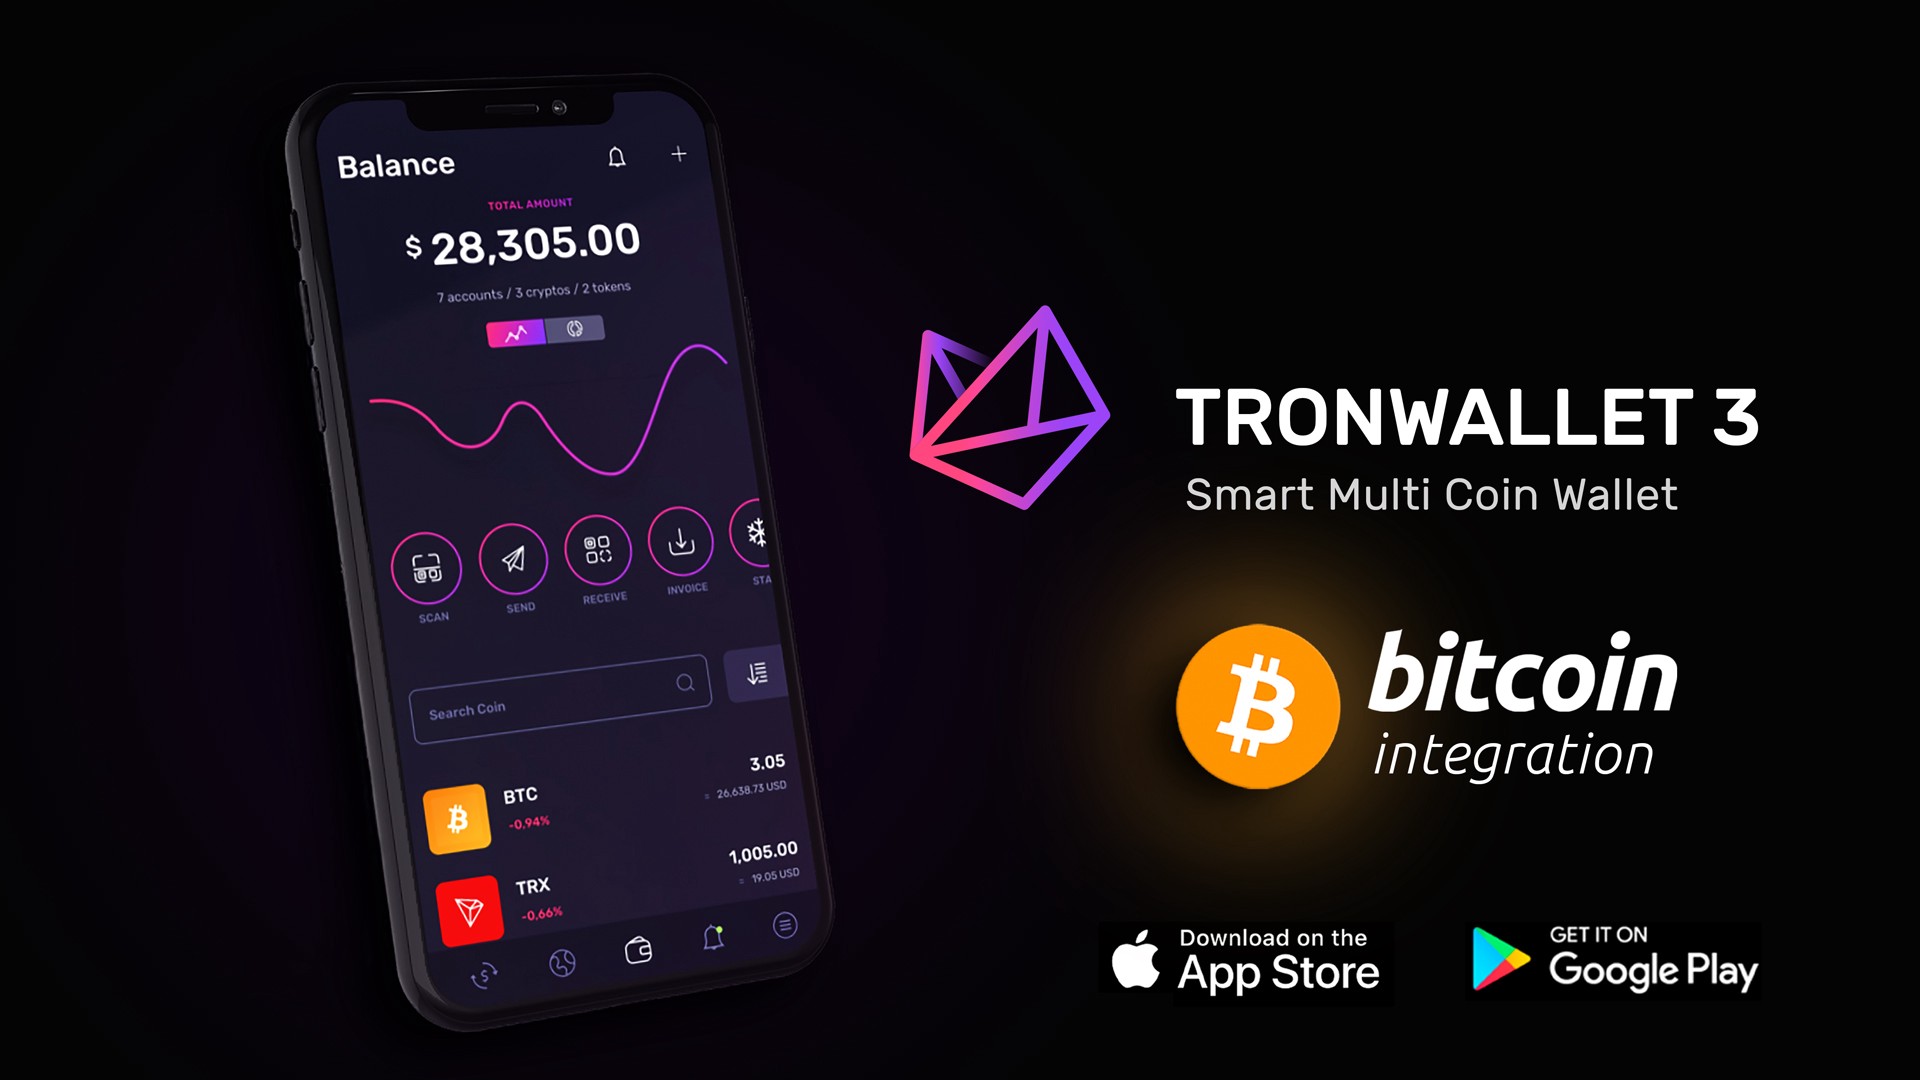 Balance
TOTAL AMOUNT
$ 28,305.00
7 accounts / 3 cryptos / 2 tokens
SCAN
SEND
RECEIVE
INVOICE
STA
Search Coin
BTC
3.05
-0,94%
= 26,638.73 USD
TRX
1,005.00
-0,66%
= 19.05 USD
TRONWALLET 3
Smart Multi Coin Wallet
bitcoin
integration
Download on the
App Store
GET IT ON
Google Play